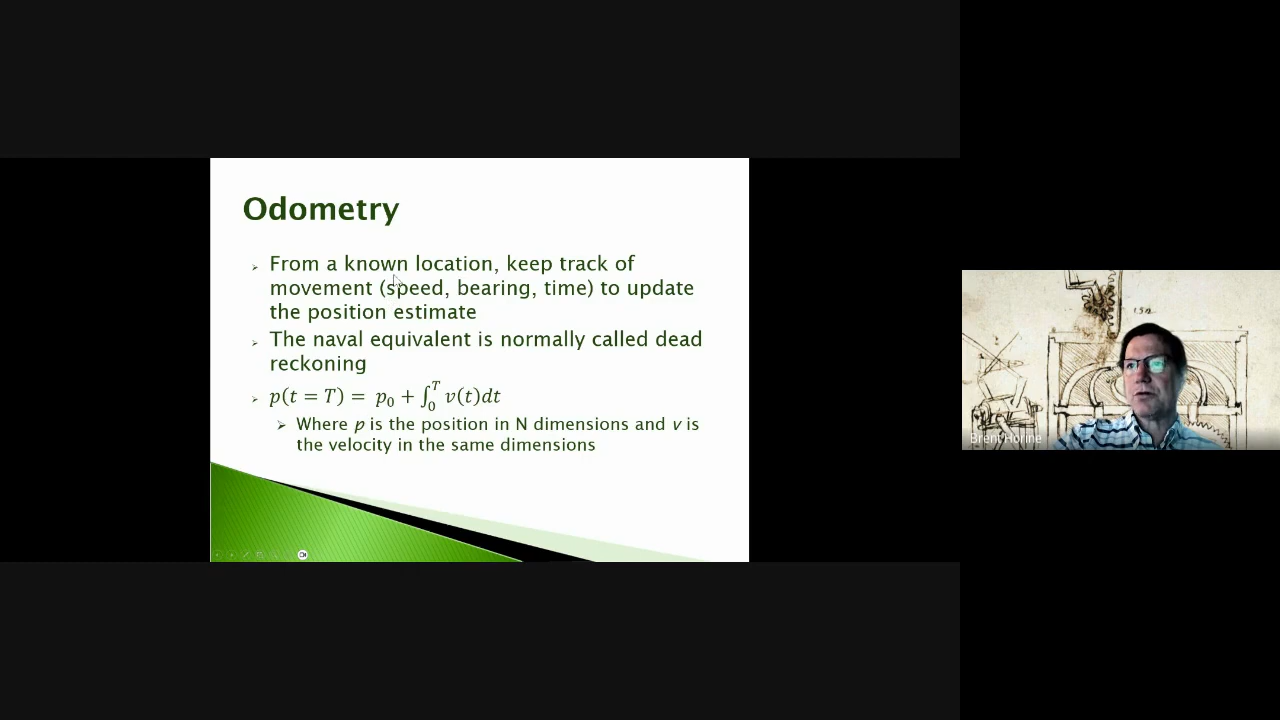 Odometry
➢ From a known location, keep track of
movement (speed, bearing, time) to update
the position estimate
➢ The naval equivalent is normally called dead
reckoning
➢ p(t = T) = p₀ + ∫₀ᵀ v(t)dt
➢ Where p is the position in N dimensions and v is
the velocity in the same dimensions
Brent Horine